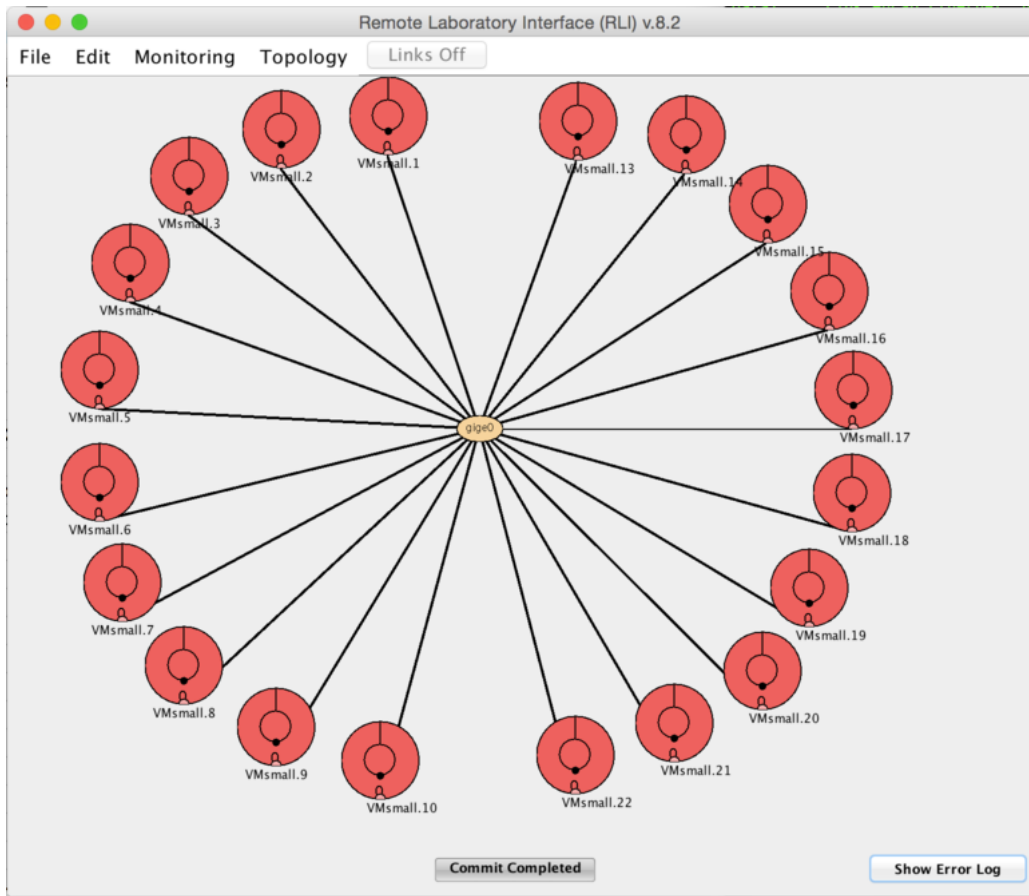 Remote Laboratory Interface (RLI) v.8.2
File Edit Monitoring Topology Links Off
VMsmall.1
VMsmall.13
VMsmall.2
VMsmall.14
VMsmall.3
VMsmall.15
VMsmall.4
VMsmall.16
VMsmall.5
gige0
VMsmall.17
VMsmall.6
VMsmall.18
VMsmall.7
VMsmall.19
VMsmall.8
VMsmall.20
VMsmall.9
VMsmall.21
VMsmall.10
VMsmall.22
Commit Completed
Show Error Log